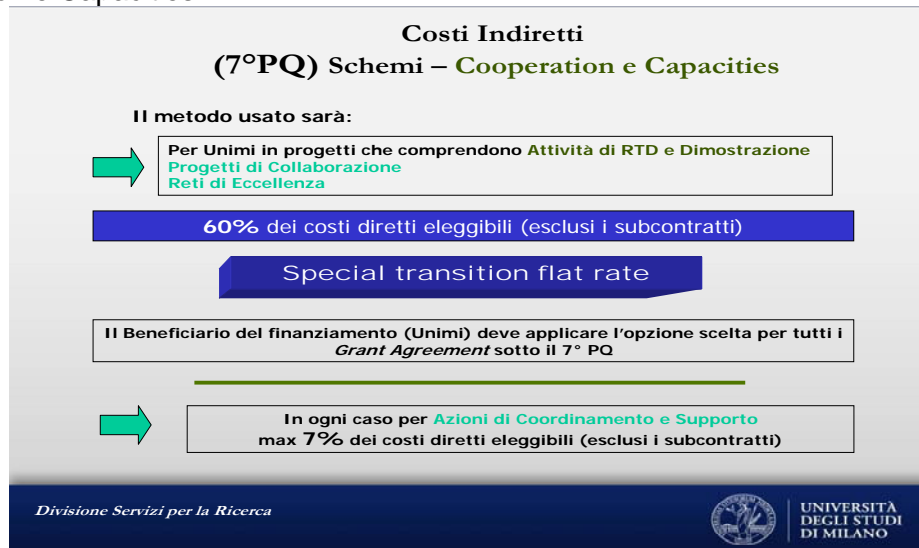 Costi Indiretti
(7°PQ) Schemi – Cooperation e Capacities
Il metodo usato sarà:
Per Unimi in progetti che comprendono Attività di RTD e Dimostrazione
Progetti di Collaborazione
Reti di Eccellenza
60% dei costi diretti eleggibili (esclusi i subcontratti)
Special transition flat rate
Il Beneficiario del finanziamento (Unimi) deve applicare l'opzione scelta per tutti i
Grant Agreement sotto il 7° PQ
In ogni caso per Azioni di Coordinamento e Supporto
max 7% dei costi diretti eleggibili (esclusi i subcontratti)
Divisione Servizi per la Ricerca
UNIVERSITÀ
DEGLI STUDI
DI MILANO